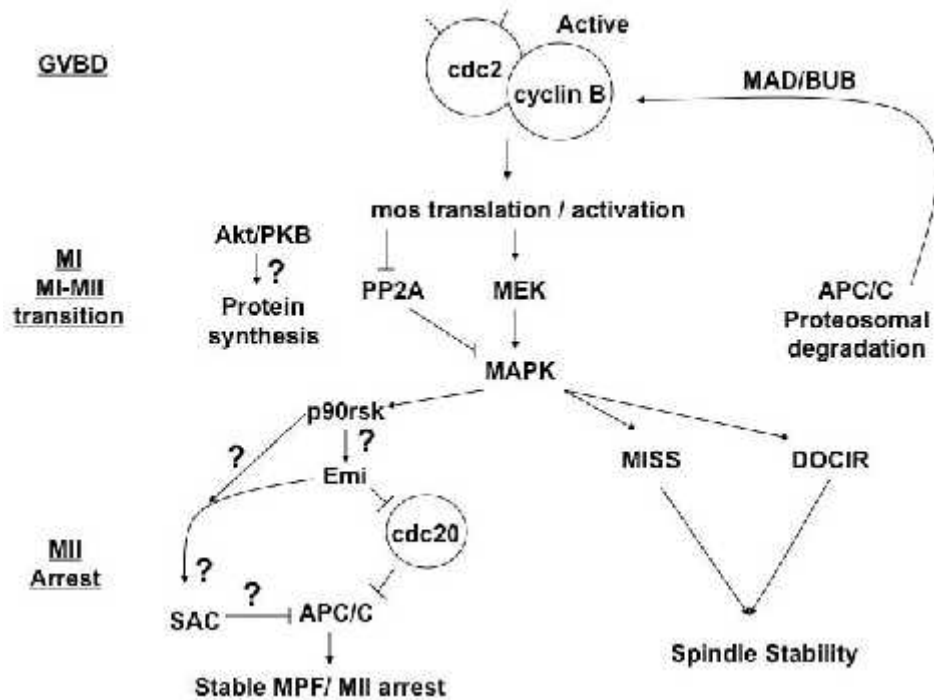 Active
GVBD
cdc2
cyclin B
MAD/BUB
mos translation / activation
Akt/PKB
?
MI
MI-MII
transition
PP2A
MEK
APC/C
Proteosomal
degradation
Protein
synthesis
MAPK
p90rsk
?
?
MISS
DOCIR
Emi
cdc20
MII
Arrest
?
?
SAC
APC/C
Spindle Stability
Stable MPF/ MII arrest